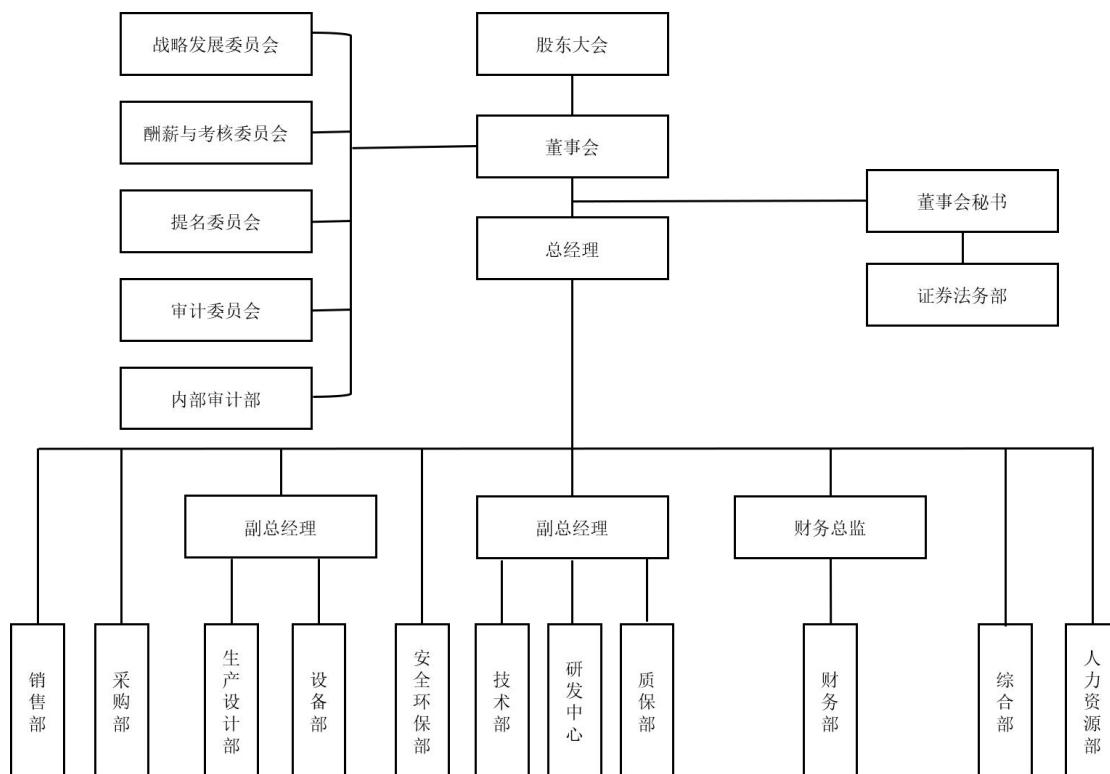 战略发展委员会
股东大会
酬薪与考核委员会
董事会
提名委员会
董事会秘书
总经理
审计委员会
证券法务部
内部审计部
副总经理
副总经理
财务总监
销售部
采购部
生产设计部
设备部
安全环保部
技术部
研发中心
质保部
财务部
综合部
人力资源部